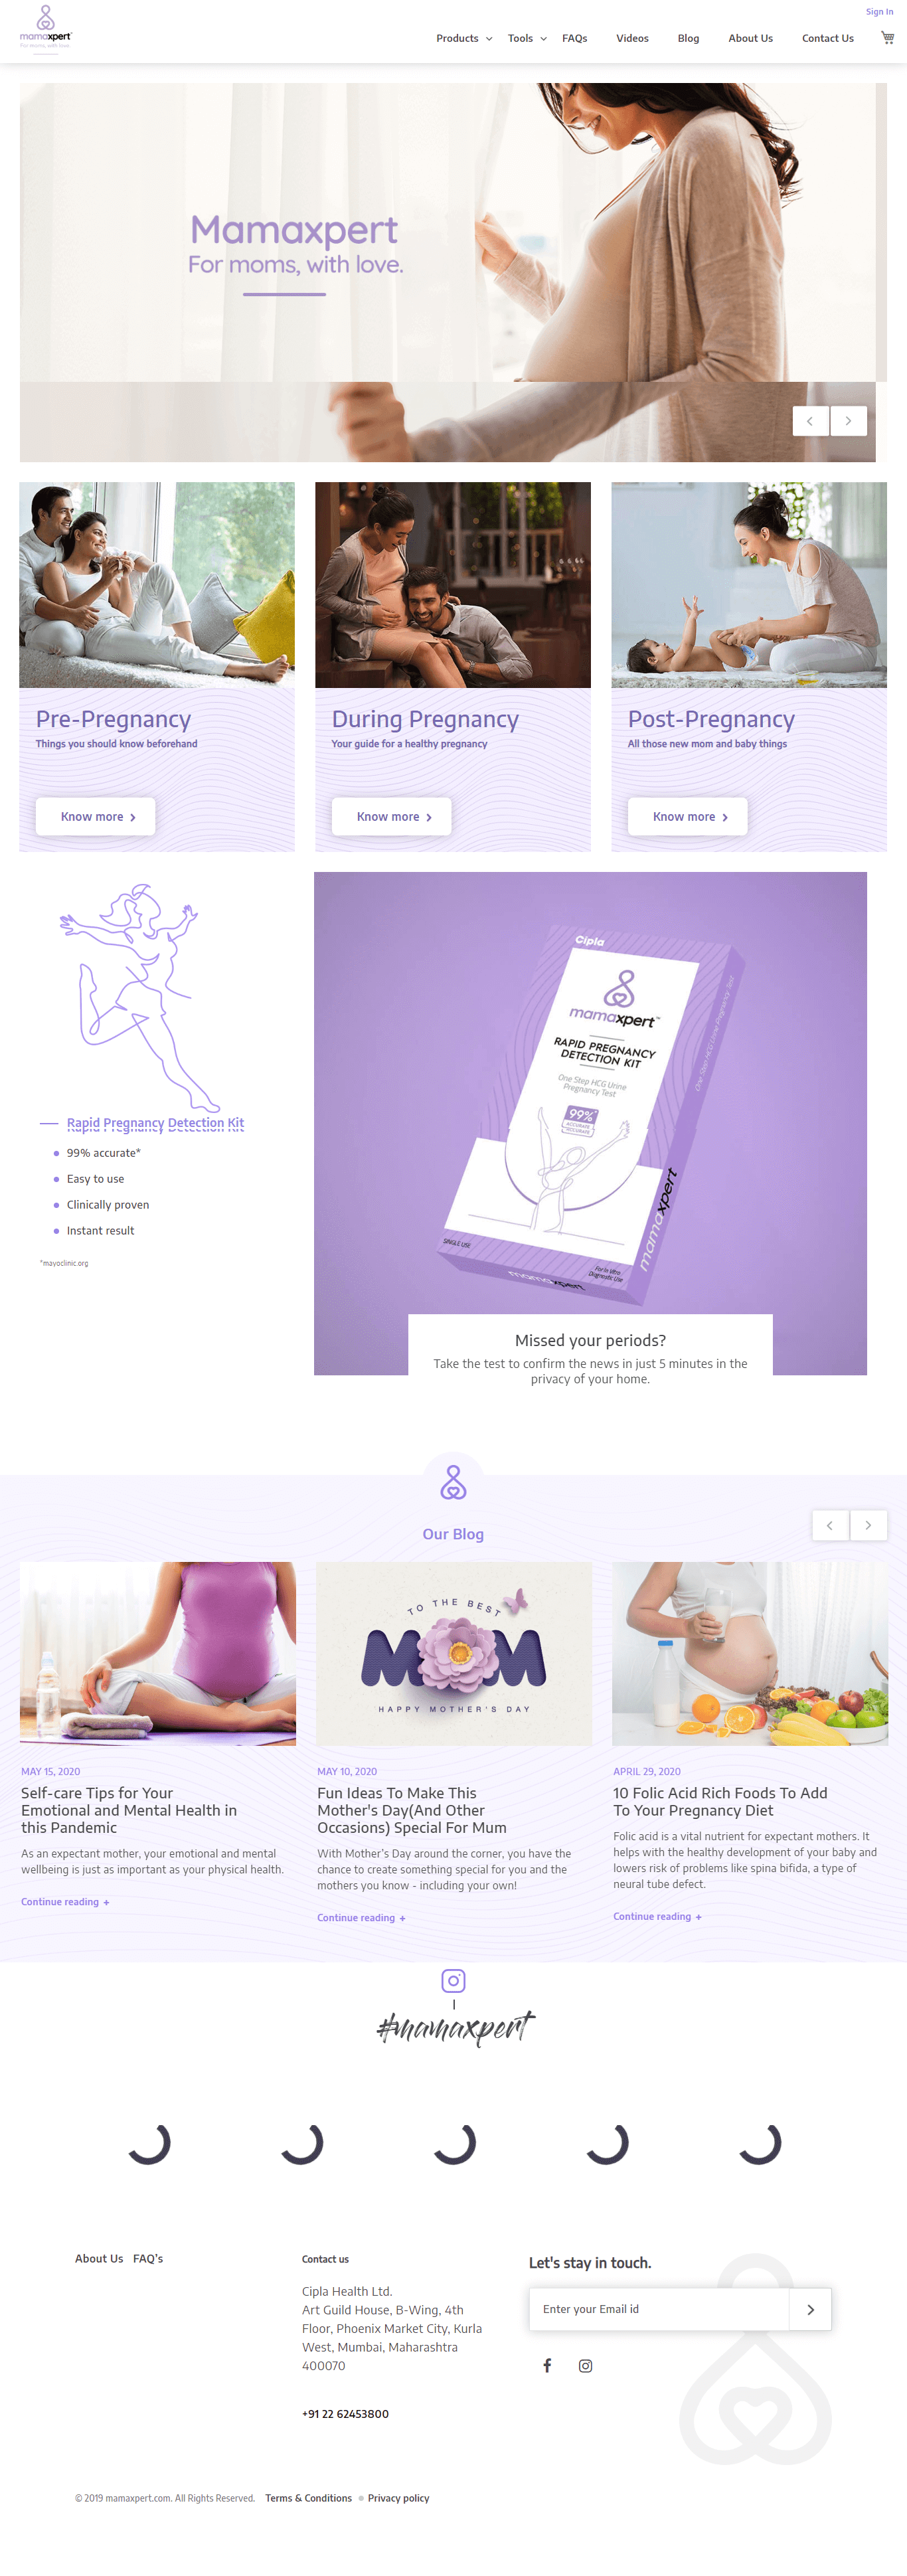 mamaxpert
For moms, with love
Sign In
Products
Tools
FAQs
Videos
Blog
About Us
Contact Us
Mamaxpert
For moms, with love.
Pre-Pregnancy
Things you should know beforehand
Know more
During Pregnancy
Your guide for a healthy pregnancy
Know more
Post-Pregnancy
All those new mom and baby things
Know more
Rapid Pregnancy Detection Kit
99% accurate*
Easy to use
Clinically proven
Instant result
*mayoclinic.org
Cipla
mamaxpert™
RAPID PREGNANCY
DETECTION KIT
One Step HCG Urine
Pregnancy Test
99%*
ACCURATE
SINGLE USE
For In Vitro
Diagnostic Use
One Step HCG Urine Pregnancy Test
mamaxpert
mamaxpert
Missed your periods?
Take the test to confirm the news in just 5 minutes in the
privacy of your home.
Our Blog
TO THE BEST
MOM
HAPPY MOTHER'S DAY
MAY 15, 2020
Self-care Tips for Your
Emotional and Mental Health in
this Pandemic
As an expectant mother, your emotional and mental
wellbeing is just as important as your physical health.
Continue reading +
MAY 10, 2020
Fun Ideas To Make This
Mother's Day(And Other
Occasions) Special For Mum
With Mother's Day around the corner, you have the
chance to create something special for you and the
mothers you know - including your own!
Continue reading +
APRIL 29, 2020
10 Folic Acid Rich Foods To Add
To Your Pregnancy Diet
Folic acid is a vital nutrient for expectant mothers. It
helps with the healthy development of your baby and
lowers risk of problems like spina bifida, a type of
neural tube defect.
Continue reading +
#mamaxpert
About Us
FAQ's
Contact us
Cipla Health Ltd.
Art Guild House, B-Wing, 4th
Floor, Phoenix Market City, Kurla
West, Mumbai, Maharashtra
400070
+91 22 62453800
Let's stay in touch.
Enter your Email id
© 2019 mamaxpert.com. All Rights Reserved.
Terms & Conditions
Privacy policy